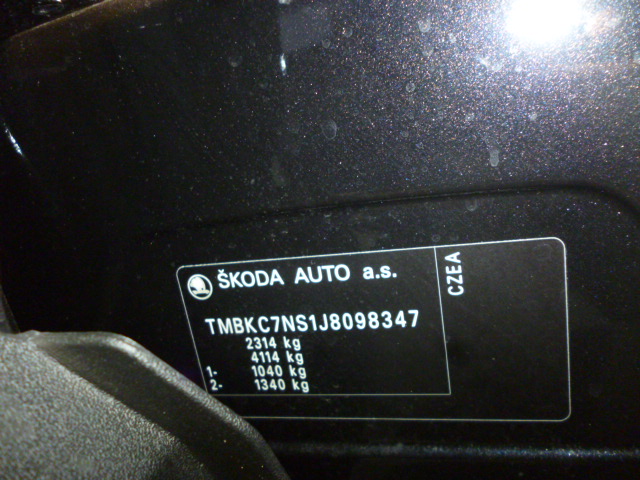 ŠKODA AUTO a.s.
CZEA
TMBKC7NS1J8098347
2314 kg
4114 kg
1- 1040 kg
2- 1340 kg